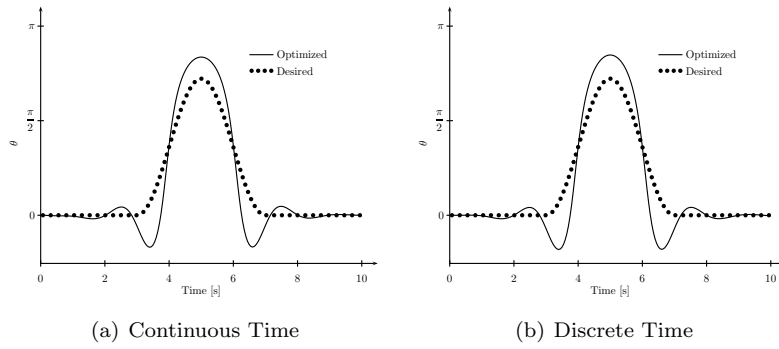 π
π
2
0
θ
Optimized
Desired
0 2 4 6 8 10
Time [s]
(a) Continuous Time
π
π
2
0
θ
Optimized
Desired
0 2 4 6 8 10
Time [s]
(b) Discrete Time